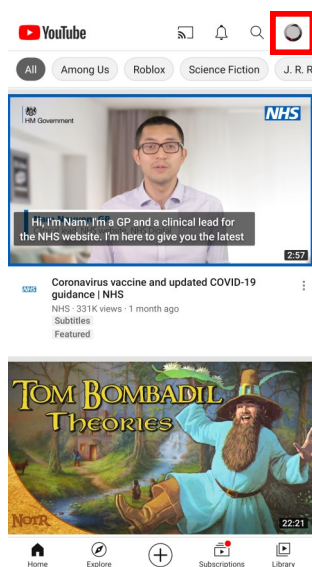 YouTube
All
Among Us
Roblox
Science Fiction
J. R. R
HM Government
NHS
Hi, I'm Nam. I'm a GP and a clinical lead for
the NHS website. I'm here to give you the latest
2:57
NHS
Coronavirus vaccine and updated COVID-19
guidance | NHS
NHS · 331K views · 1 month ago
Subtitles
Featured
TOM BOMBADIL
THEORIES
NOTR
22:21
Home
Explore
Subscriptions
Library